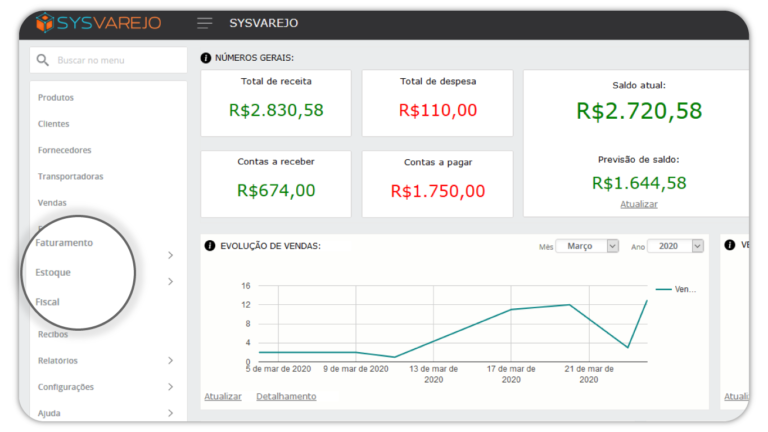 SYSVAREJO
SYSVAREJO
Buscar no menu
Produtos
Clientes
Fornecedores
Transportadoras
Vendas
Faturamento
Estoque
Fiscal
Recibos
Relatórios
Configurações
Ajuda
NÚMEROS GERAIS:
Total de receita
R$2.830,58
Total de despesa
R$110,00
Saldo atual:
R$2.720,58
Contas a receber
R$674,00
Contas a pagar
R$1.750,00
Previsão de saldo:
R$1.644,58
Atualizar
EVOLUÇÃO DE VENDAS:
Mês Março Ano 2020
16
12
8
4
0
Ven...
5 de mar de 2020
9 de mar de 2020
13 de mar de
2020
17 de mar de
2020
21 de mar de
2020
Atualizar Detalhamento